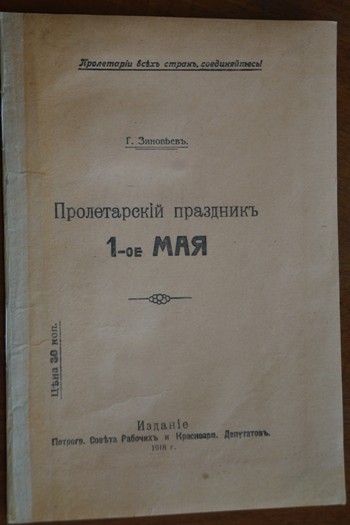 Пролетаріи всѣхъ странъ, соединяйтесь!
Г. Зиновьевъ.
Пролетарскій праздникъ
1-ое МАЯ
Цѣна 30 коп.
Изданіе
Петрогр. Совѣта Рабочихъ и Красноарм. Депутатовъ.
1918 г.